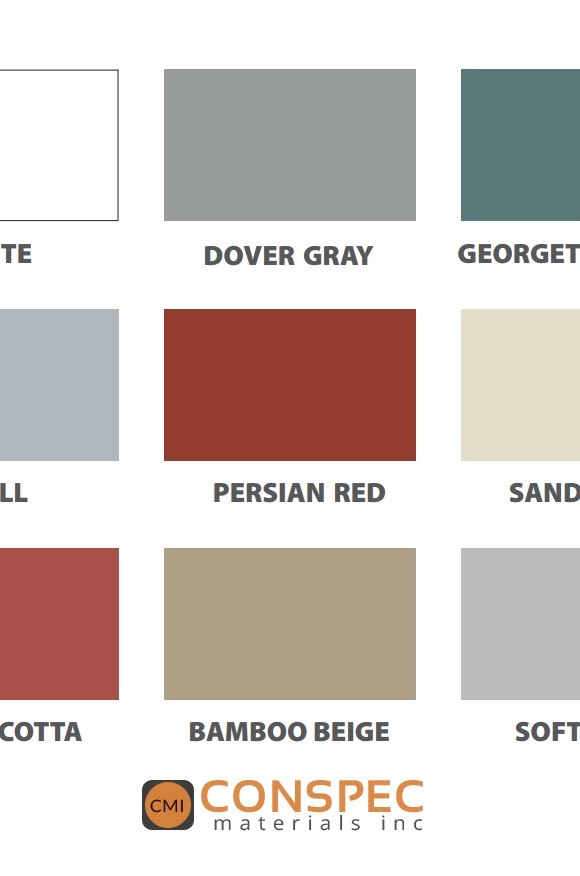 TE DOVER GRAY GEORGET
LL PERSIAN RED SAND
COTTA BAMBOO BEIGE SOFT
CMI CONSPEC
materials inc